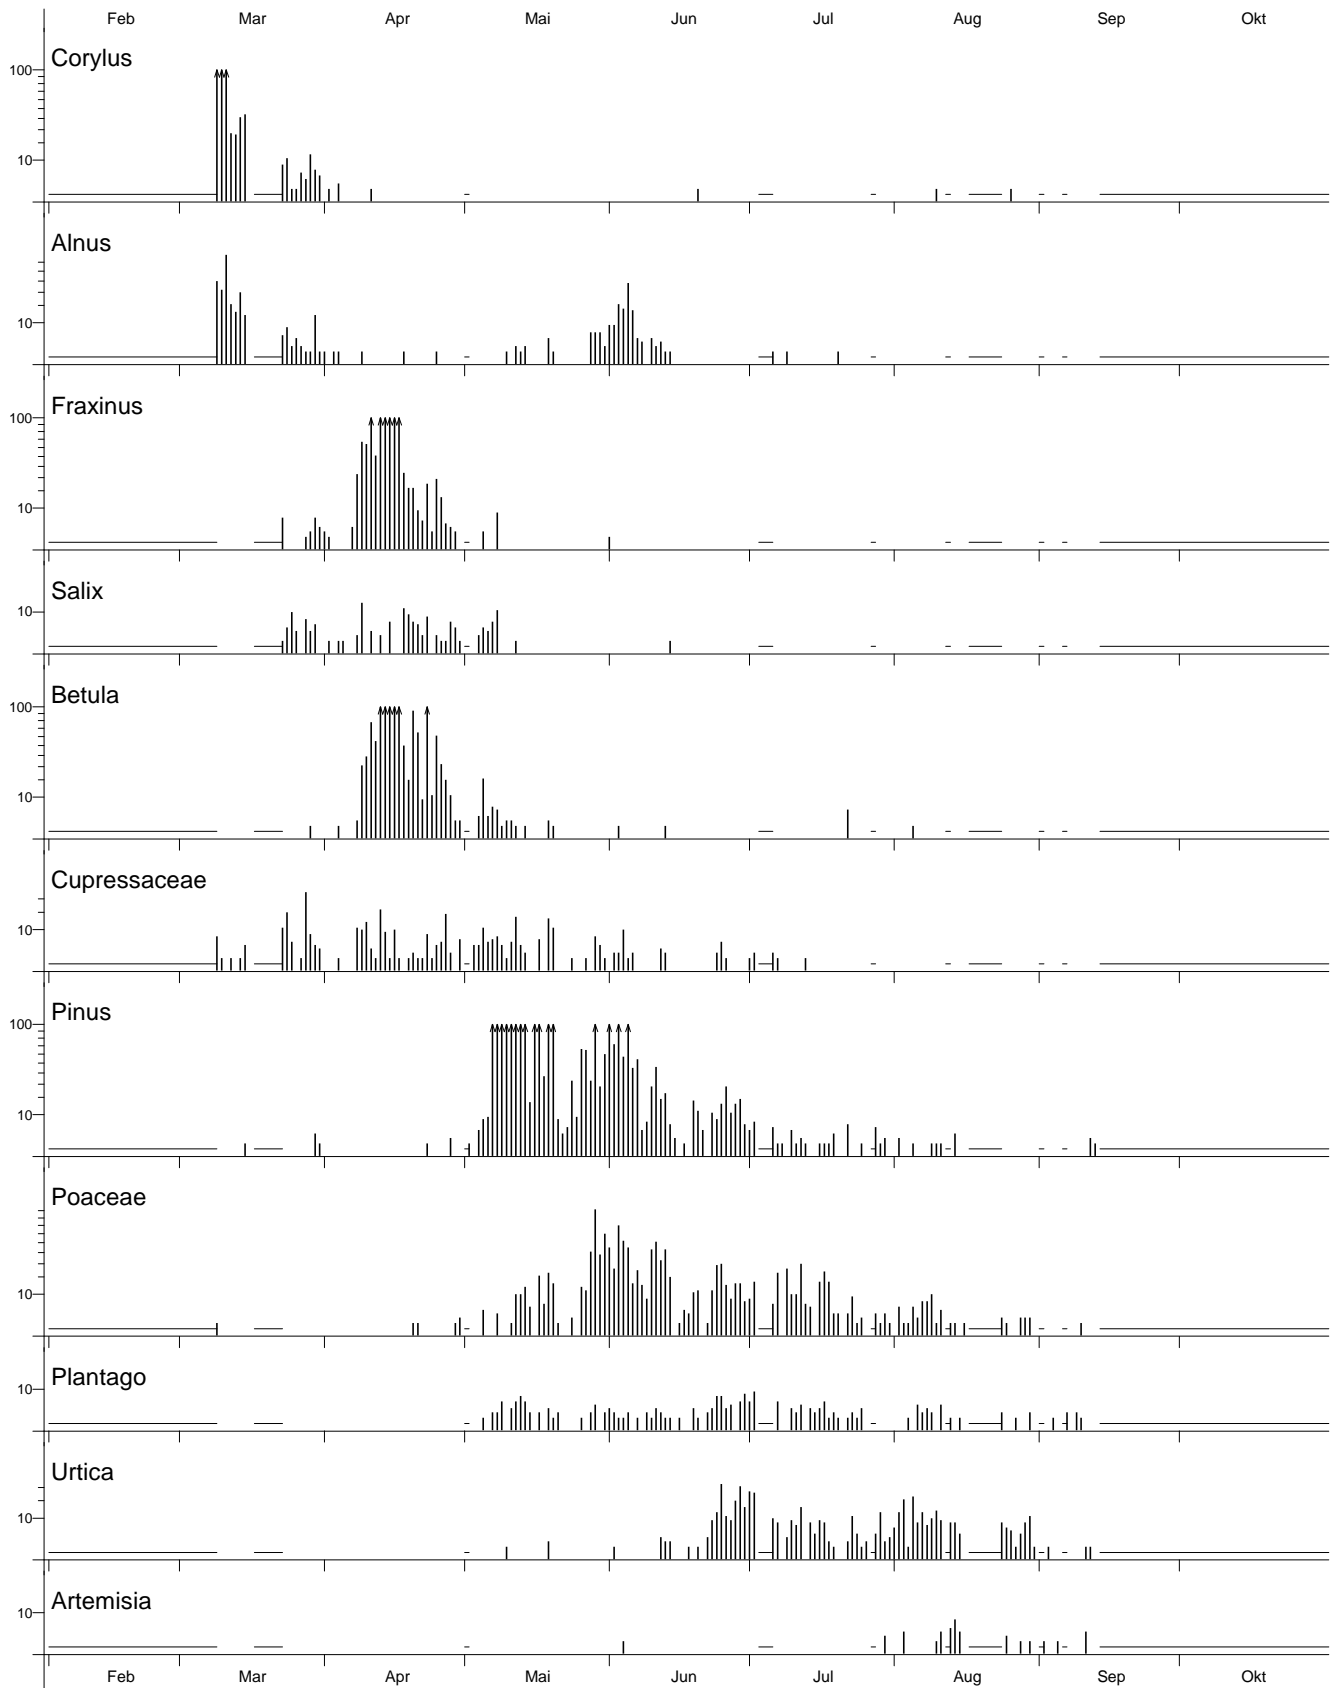 Feb Mar Apr Mai Jun Jul Aug Sep Okt
Corylus
100
10
Alnus
10
Fraxinus
100
10
Salix
10
Betula
100
10
Cupressaceae
10
Pinus
100
10
Poaceae
10
Plantago
10
Urtica
10
Artemisia
10
Feb Mar Apr Mai Jun Jul Aug Sep Okt